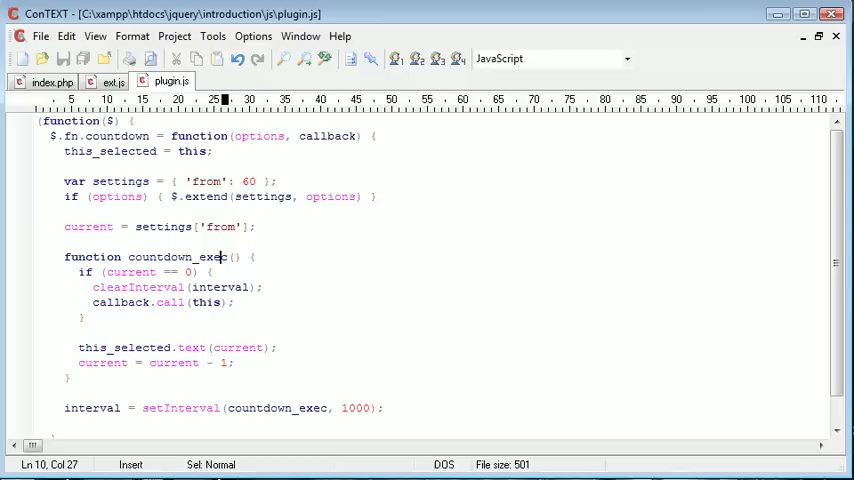 ConTEXT - [C:\xampp\htdocs\jquery\introduction\js\plugin.js]
File Edit View Format Project Tools Options Window Help
1 2 3 4 JavaScript
index.php ext.js plugin.js
5 10 15 20 25 30 35 40 45 50 55 60 65 70 75 80 85 90 95 100 105 110
(function($) {
$.fn.countdown = function(options, callback) {
this_selected = this;
var settings = { 'from': 60 };
if (options) { $.extend(settings, options) }
current = settings['from'];
function countdown_exec() {
if (current == 0) {
clearInterval(interval);
callback.call(this);
}
this_selected.text(current);
current = current - 1;
}
interval = setInterval(countdown_exec, 1000);
Ln 10, Col 27 Insert Sel: Normal DOS File size: 501